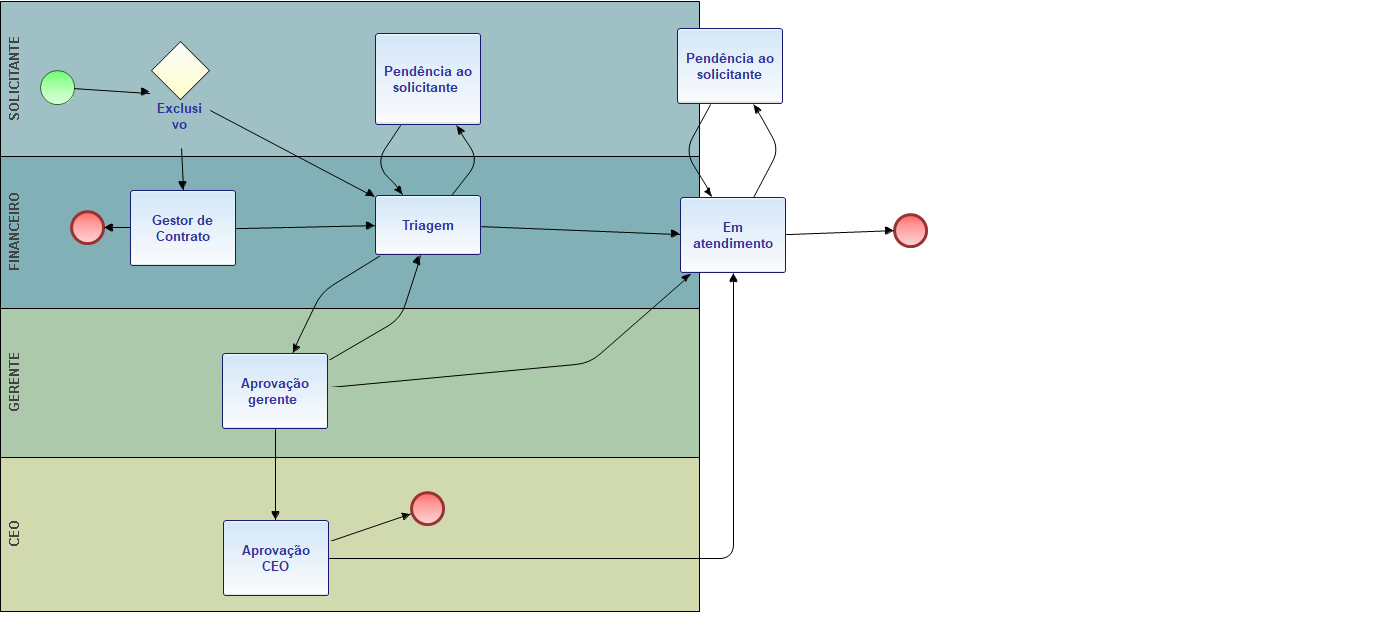 SOLICITANTE
Exclusi
vo
Pendência ao
solicitante
Pendência ao
solicitante
FINANCEIRO
Gestor de
Contrato
Triagem
Em
atendimento
GERENTE
Aprovação
gerente
CEO
Aprovação
CEO